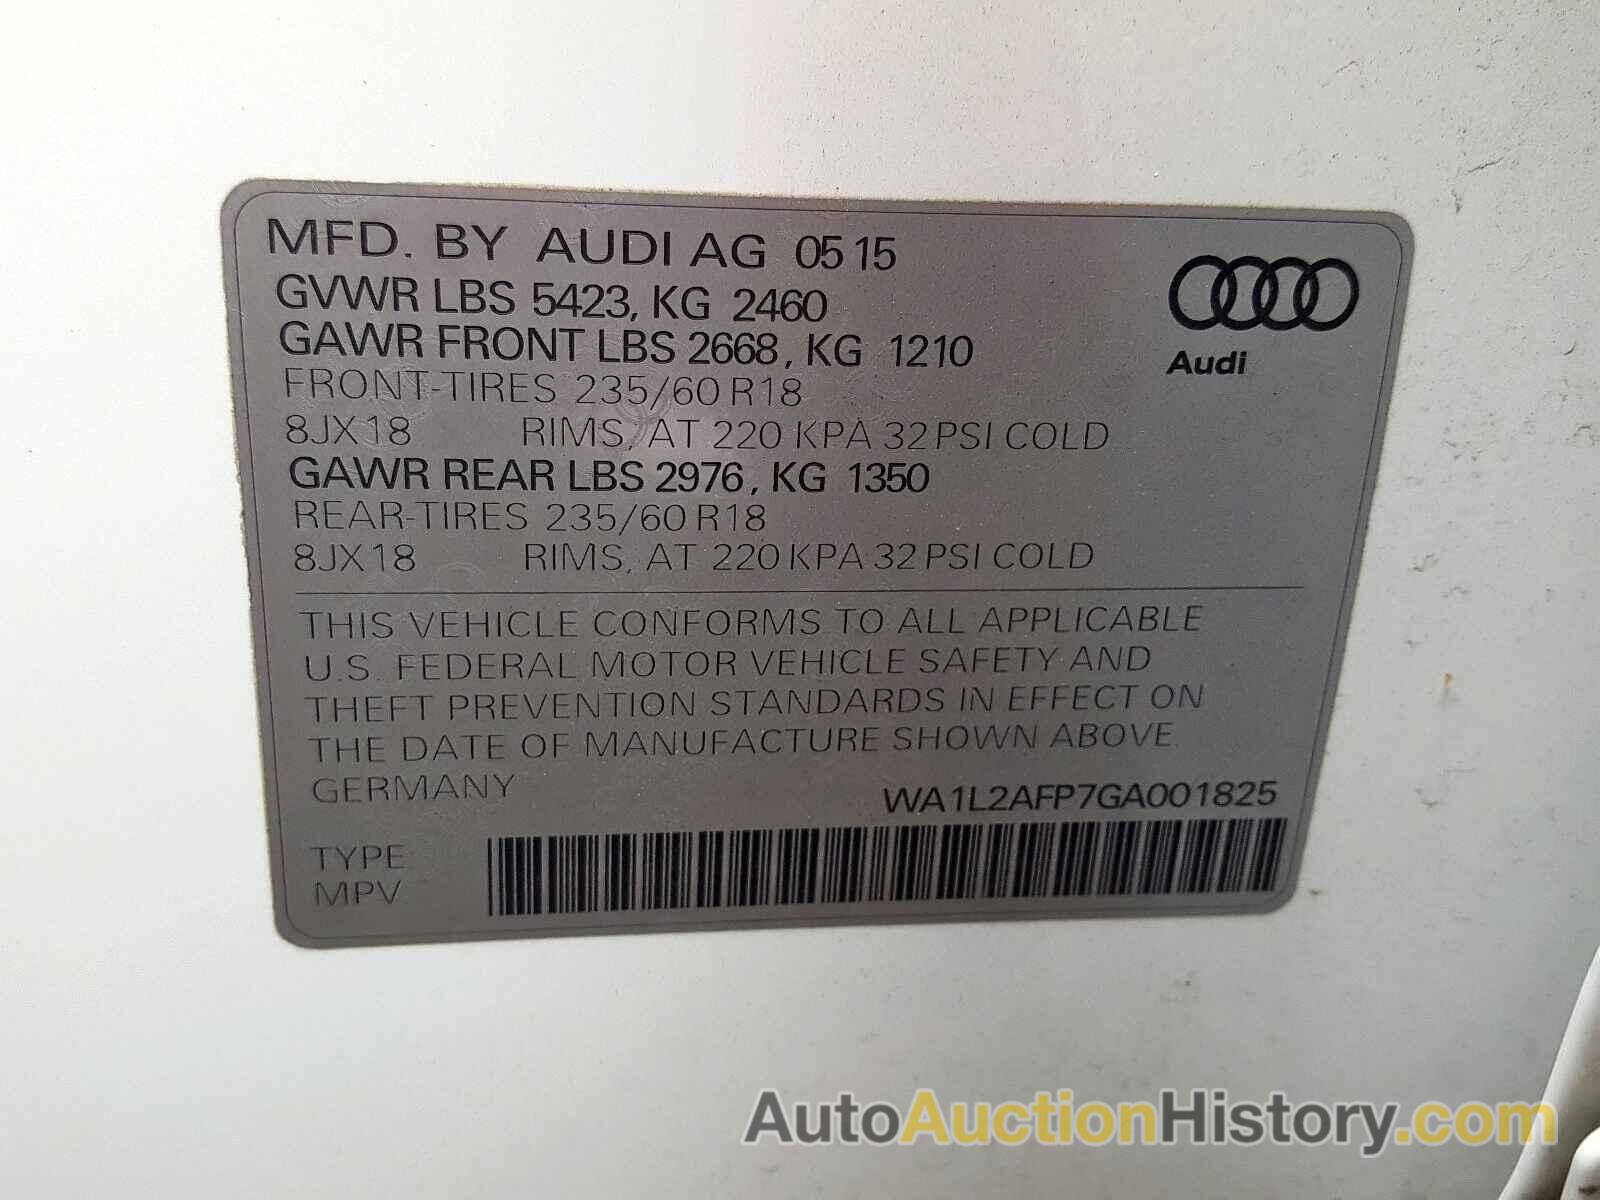 MFD. BY AUDI AG 05 15
GVWR LBS 5423, KG 2460
GAWR FRONT LBS 2668, KG 1210
FRONT-TIRES 235/60 R18
8JX18 RIMS, AT 220 KPA 32 PSI COLD
GAWR REAR LBS 2976, KG 1350
REAR-TIRES 235/60 R18
8JX18 RIMS, AT 220 KPA 32 PSI COLD
Audi
THIS VEHICLE CONFORMS TO ALL APPLICABLE
U.S. FEDERAL MOTOR VEHICLE SAFETY AND
THEFT PREVENTION STANDARDS IN EFFECT ON
THE DATE OF MANUFACTURE SHOWN ABOVE
GERMANY WA1L2AFP7GA001825
TYPE
MPV
AutoAuctionHistory.com